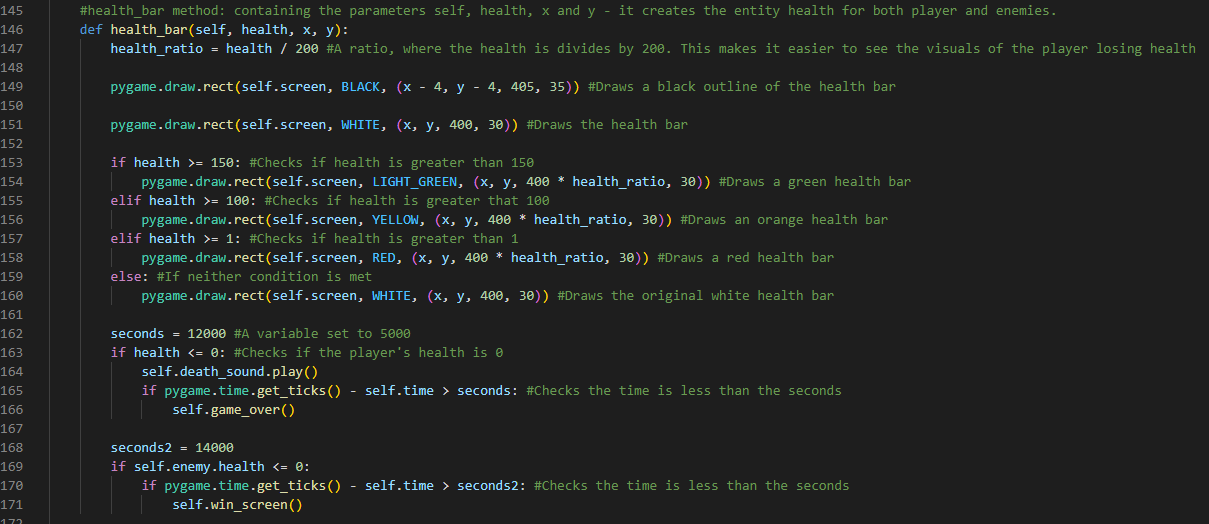 145 #health_bar method: containing the parameters self, health, x and y - it creates the entity health for both player and enemies.
146 def health_bar(self, health, x, y):
147 health_ratio = health / 200 #A ratio, where the health is divides by 200. This makes it easier to see the visuals of the player losing health
148
149 pygame.draw.rect(self.screen, BLACK, (x - 4, y - 4, 405, 35)) #Draws a black outline of the health bar
150
151 pygame.draw.rect(self.screen, WHITE, (x, y, 400, 30)) #Draws the health bar
152
153 if health >= 150: #Checks if health is greater than 150
154 pygame.draw.rect(self.screen, LIGHT_GREEN, (x, y, 400 * health_ratio, 30)) #Draws a green health bar
155 elif health >= 100: #Checks if health is greater that 100
156 pygame.draw.rect(self.screen, YELLOW, (x, y, 400 * health_ratio, 30)) #Draws an orange health bar
157 elif health >= 1: #Checks if health is greater than 1
158 pygame.draw.rect(self.screen, RED, (x, y, 400 * health_ratio, 30)) #Draws a red health bar
159 else: #If neither condition is met
160 pygame.draw.rect(self.screen, WHITE, (x, y, 400, 30)) #Draws the original white health bar
161
162 seconds = 12000 #A variable set to 5000
163 if health <= 0: #Checks if the player's health is 0
164 self.death_sound.play()
165 if pygame.time.get_ticks() - self.time > seconds: #Checks the time is less than the seconds
166 self.game_over()
167
168 seconds2 = 14000
169 if self.enemy.health <= 0:
170 if pygame.time.get_ticks() - self.time > seconds2: #Checks the time is less than the seconds
171 self.win_screen()
172